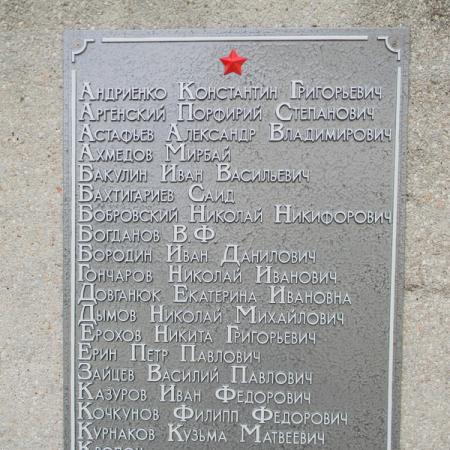 Андриенко Константин Григорьевич
Аргенский Порфирий Степанович
Астафьев Александр Владимирович
Ахмедов Мирбай
Бакулин Иван Васильевич
Бахтигариев Саид
Бобровский Николай Никифорович
Богданов В.Ф.
Бородин Иван Данилович
Гончаров Николай Иванович
Довганюк Екатерина Ивановна
Дымов Николай Михайлович
Ерохов Никита Григорьевич
Ерин Петр Павлович
Зайцев Василий Павлович
Казуров Иван Федорович
Кочкунов Филипп Федорович
Курнаков Кузьма Матвеевич